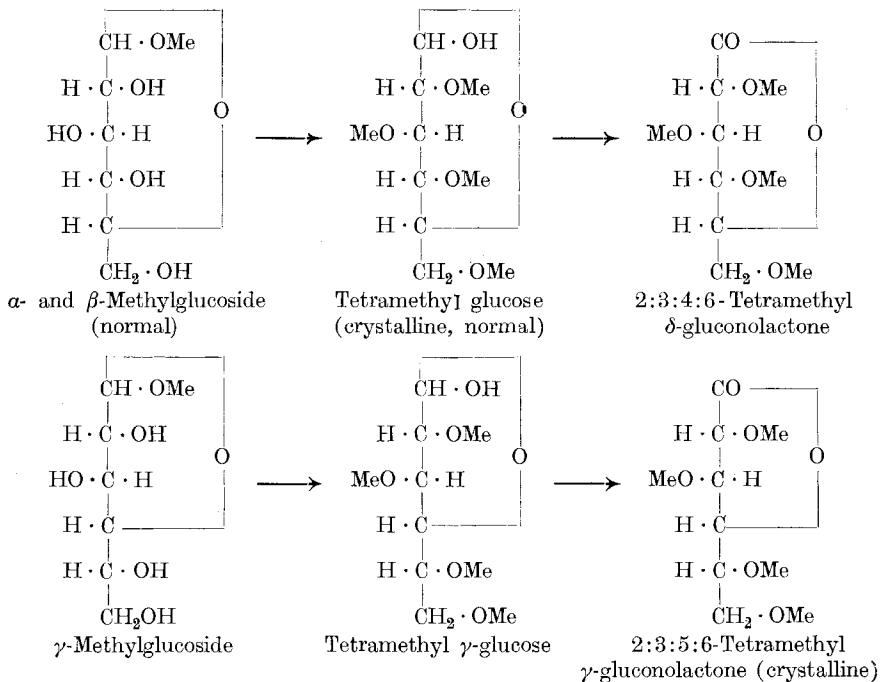 CH · OMe CH · OH CO
H · C · OH H · C · OMe H · C · OMe
O O
HO · C · H MeO · C · H MeO · C · H O
H · C · OH H · C · OMe H · C · OMe
H · C H · C H · C
CH₂ · OH CH₂ · OMe CH₂ · OMe
α- and β-Methylglucoside Tetramethyl glucose 2:3:4:6-Tetramethyl
(normal) (crystalline, normal) δ-gluconolactone
CH · OMe CH · OH CO
H · C · OH H · C · OMe H · C · OMe
O O O
HO · C · H MeO · C · H MeO · C · H
H · C H · C H · C
H · C · OH H · C · OMe H · C · OMe
CH₂OH CH₂ · OMe CH₂ · OMe
γ-Methylglucoside Tetramethyl γ-glucose 2:3:5:6-Tetramethyl
γ-gluconolactone (crystalline)